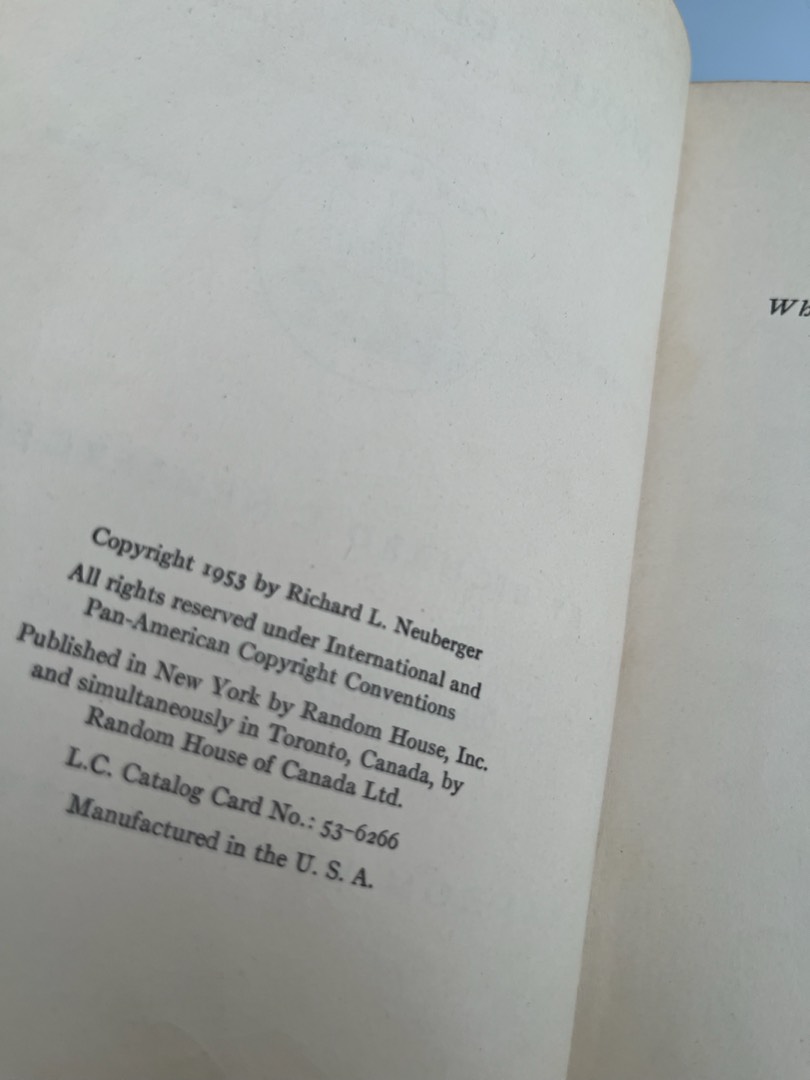 Copyright 1953 by Richard L. Neuberger
All rights reserved under International and
Pan-American Copyright Conventions
Published in New York by Random House, Inc.
and simultaneously in Toronto, Canada, by
Random House of Canada Ltd.
L.C. Catalog Card No.: 53-6266
Manufactured in the U. S. A.